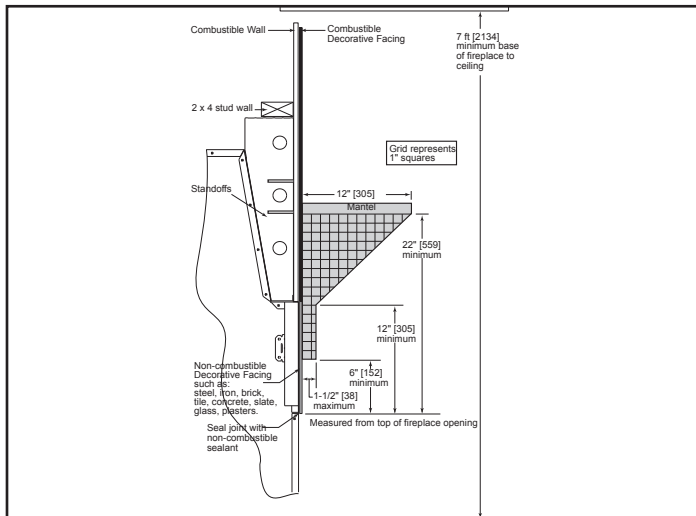 Combustible Wall
Combustible
Decorative Facing
7 ft [2134]
minimum base
of fireplace to
ceiling
2 x 4 stud wall
Grid represents
1" squares
Standoffs
12" [305]
Mantel
22" [559]
minimum
12" [305]
minimum
6" [152]
minimum
1-1/2" [38]
maximum
Non-combustible
Decorative Facing
such as:
steel, iron, brick,
tile, concrete, slate,
glass, plasters.
Measured from top of fireplace opening
Seal joint with
non-combustible
sealant